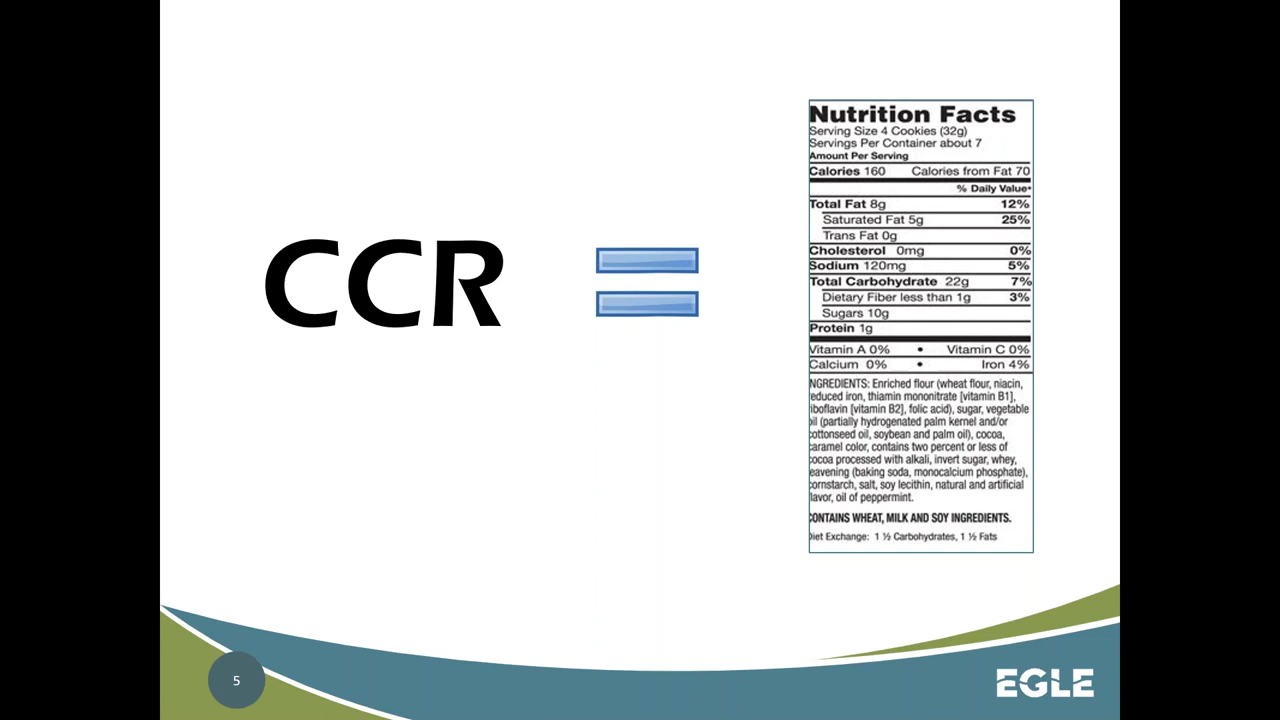 CCR
Nutrition Facts
Serving Size 4 Cookies (32g)
Servings Per Container about 7
Amount Per Serving
Calories 160 Calories from Fat 70
% Daily Value*
Total Fat 8g 12%
Saturated Fat 5g 25%
Trans Fat 0g
Cholesterol 0mg 0%
Sodium 120mg 5%
Total Carbohydrate 22g 7%
Dietary Fiber less than 1g 3%
Sugars 10g
Protein 1g
Vitamin A 0% • Vitamin C 0%
Calcium 0% • Iron 4%
NGREDIENTS: Enriched flour (wheat flour, niacin,
educed iron, thiamin mononitrate [vitamin B1],
iboflavin [vitamin B2], folic acid), sugar, vegetable
oil (partially hydrogenated palm kernel and/or
cottonseed oil, soybean and palm oil), cocoa,
caramel color, contains two percent or less of
cocoa processed with alkali, invert sugar, whey,
eavening (baking soda, monocalcium phosphate),
cornstarch, salt, soy lecithin, natural and artificial
lavor, oil of peppermint.
CONTAINS WHEAT, MILK AND SOY INGREDIENTS.
Diet Exchange: 1 ½ Carbohydrates, 1 ½ Fats
5
EGLE